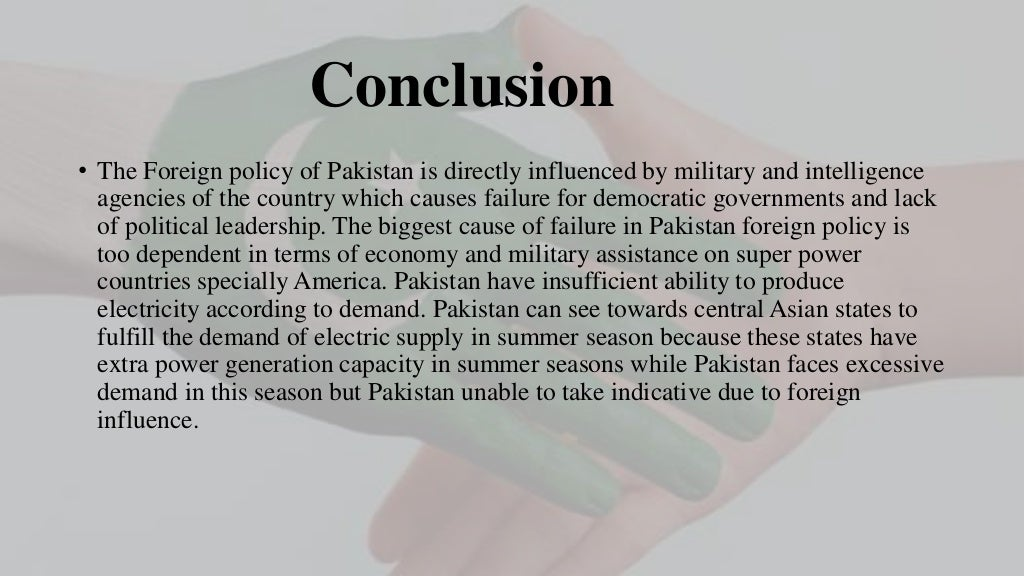 Conclusion
• The Foreign policy of Pakistan is directly influenced by military and intelligence
agencies of the country which causes failure for democratic governments and lack
of political leadership. The biggest cause of failure in Pakistan foreign policy is
too dependent in terms of economy and military assistance on super power
countries specially America. Pakistan have insufficient ability to produce
electricity according to demand. Pakistan can see towards central Asian states to
fulfill the demand of electric supply in summer season because these states have
extra power generation capacity in summer seasons while Pakistan faces excessive
demand in this season but Pakistan unable to take indicative due to foreign
influence.